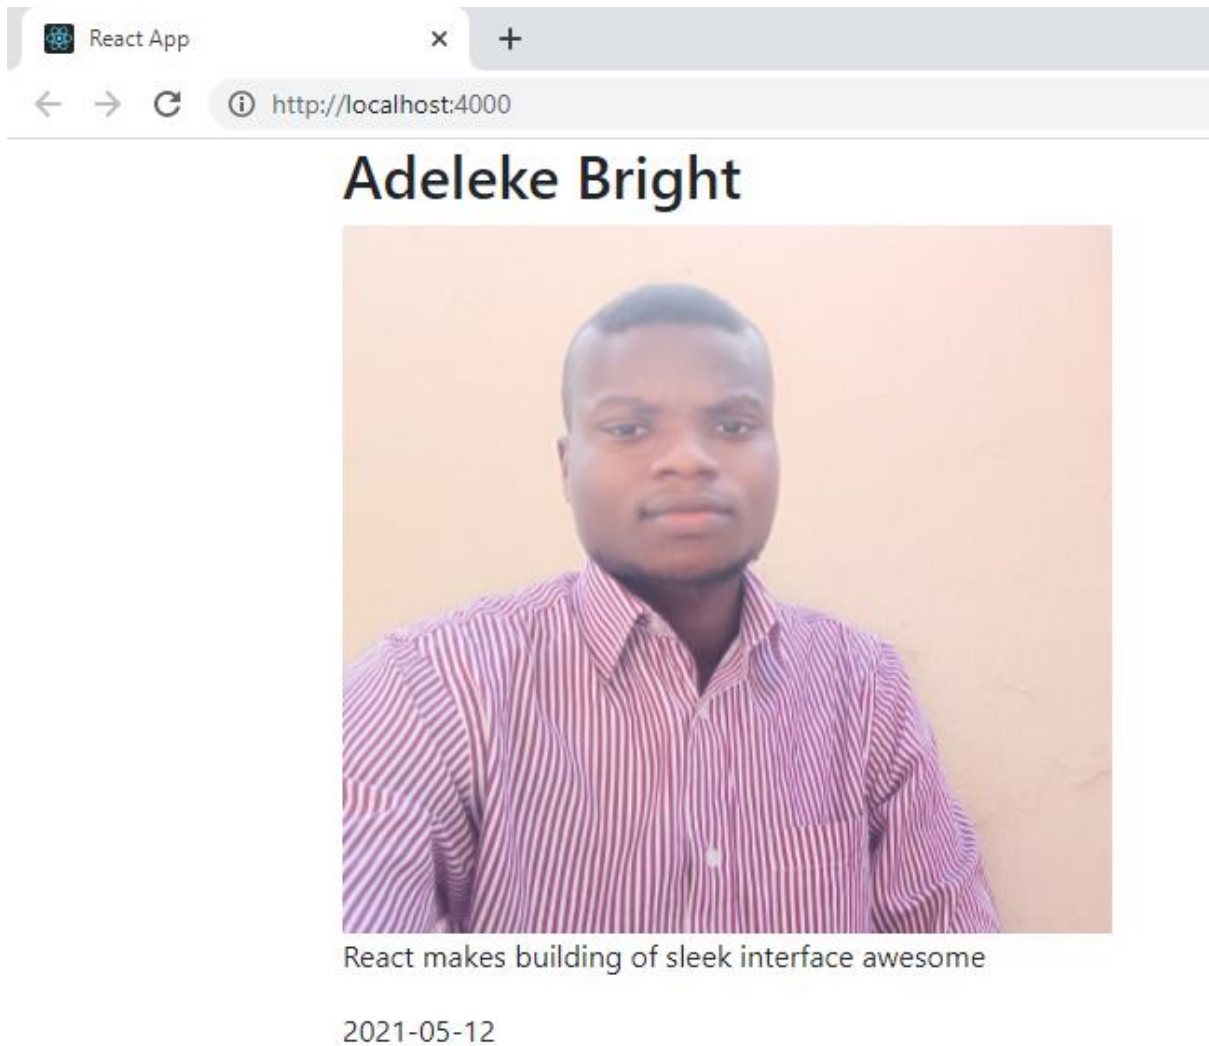 React App
http://localhost:4000
Adeleke Bright
React makes building of sleek interface awesome
2021-05-12